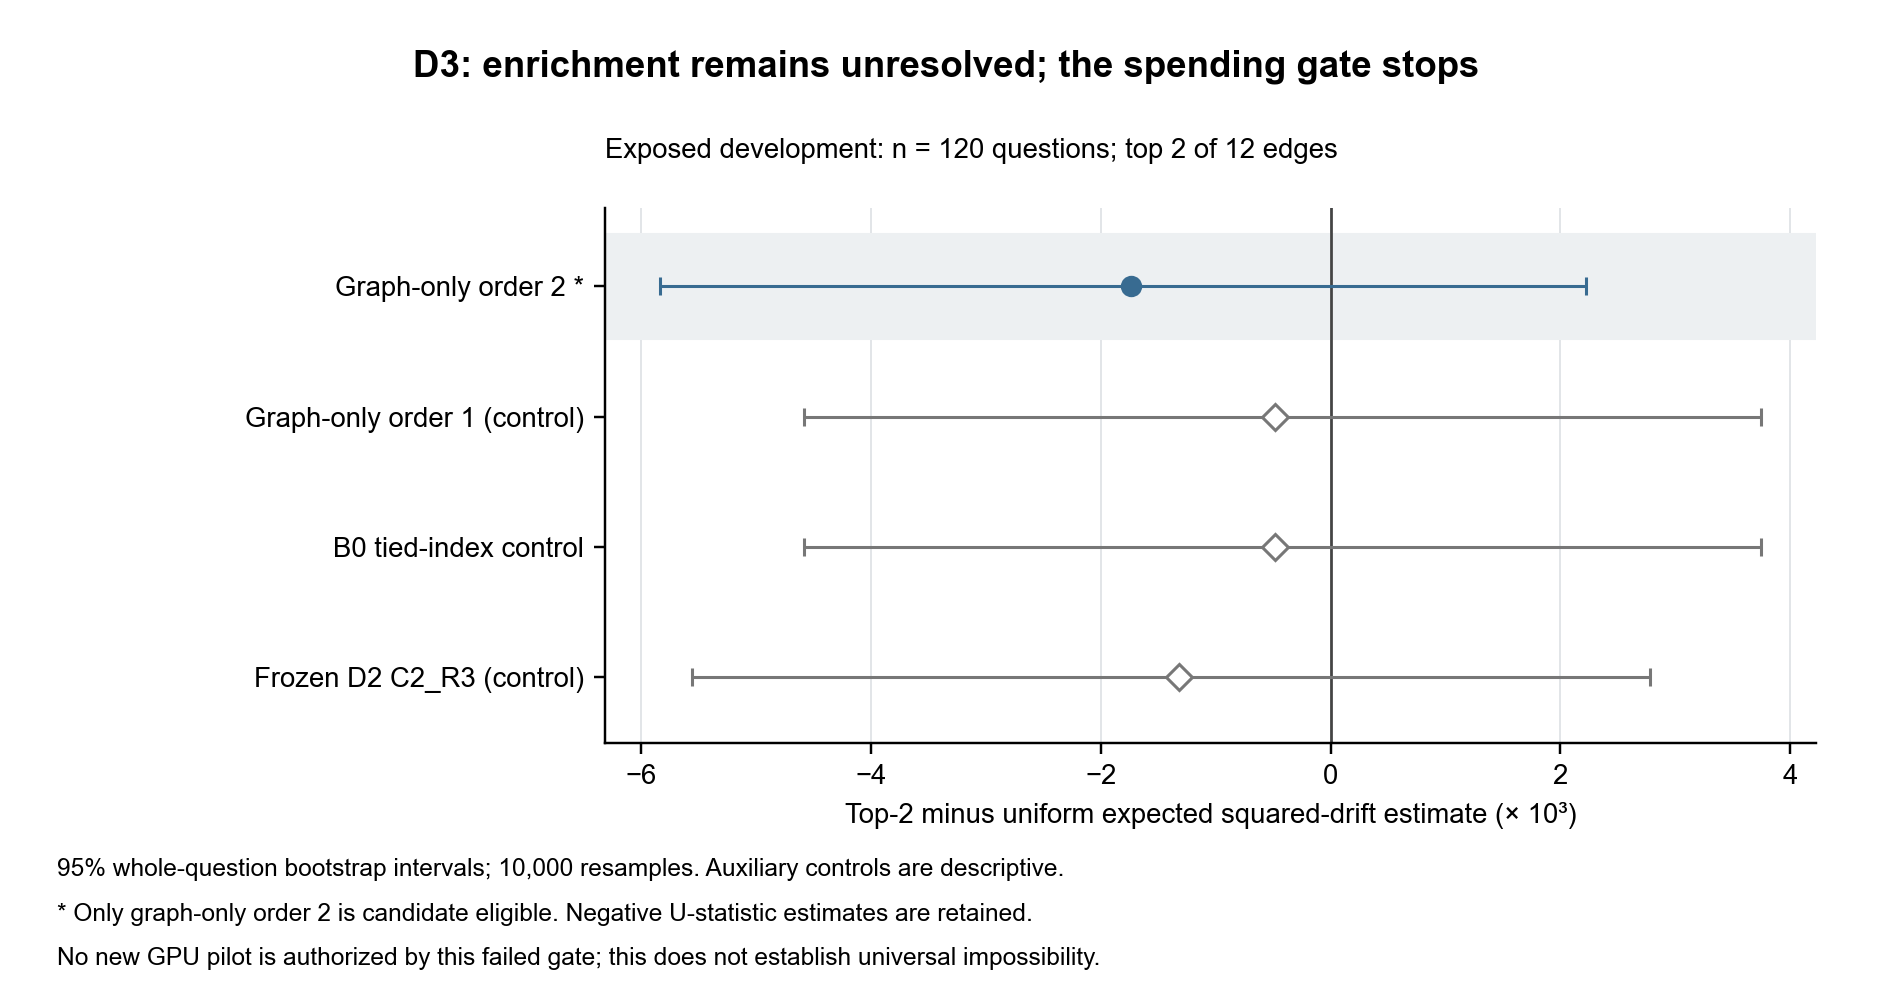 D3: enrichment remains unresolved; the spending gate stops
Exposed development: n = 120 questions; top 2 of 12 edges
Graph-only order 2 *
Graph-only order 1 (control)
B0 tied-index control
Frozen D2 C2_R3 (control)
−6 −4 −2 0 2 4
Top-2 minus uniform expected squared-drift estimate (× 10³)
95% whole-question bootstrap intervals; 10,000 resamples. Auxiliary controls are descriptive.
* Only graph-only order 2 is candidate eligible. Negative U-statistic estimates are retained.
No new GPU pilot is authorized by this failed gate; this does not establish universal impossibility.